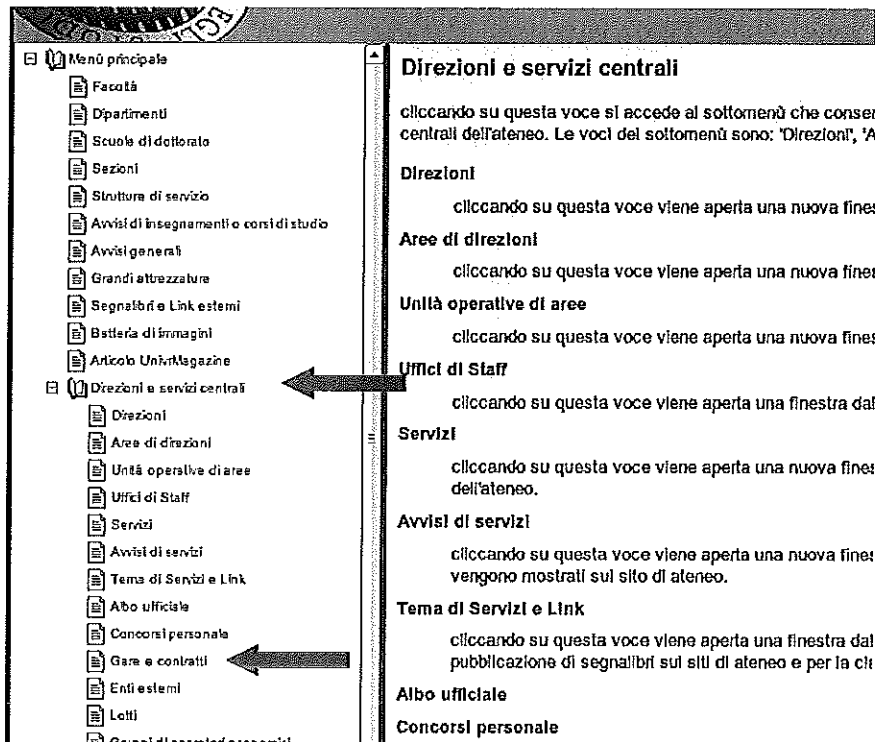 Menù principale
Facoltà
Dipartimenti
Scuole di dottorato
Sezioni
Strutture di servizio
Avvisi di insegnamenti o corsi di studio
Avvisi generali
Grandi attrezzature
Segnalibri e Link esterni
Batteria di immagini
Articolo UnivrMagazine
Direzioni e servizi centrali
Direzioni
Aree di direzioni
Unità operative di aree
Uffici di Staff
Servizi
Avvisi di servizi
Tema di Servizi e Link
Albo ufficiale
Concorsi personale
Gare e contratti
Enti esterni
Lotti
Direzioni e servizi centrali
cliccando su questa voce si accede al sottomenù che conser
centrali dell'ateneo. Le voci del sottomenù sono: 'Direzioni', 'A
Direzioni
cliccando su questa voce viene aperta una nuova fines
Aree di direzioni
cliccando su questa voce viene aperta una nuova fines
Unità operative di aree
cliccando su questa voce viene aperta una nuova fines
Uffici di Staff
cliccando su questa voce viene aperta una finestra dal
Servizi
cliccando su questa voce viene aperta una nuova fines
dell'ateneo.
Avvisi di servizi
cliccando su questa voce viene aperta una nuova fines
vengono mostrati sul sito di ateneo.
Tema di Servizi e Link
cliccando su questa voce viene aperta una finestra dal
pubblicazione di segnalibri sui siti di ateneo e per la cl
Albo ufficiale
Concorsi personale